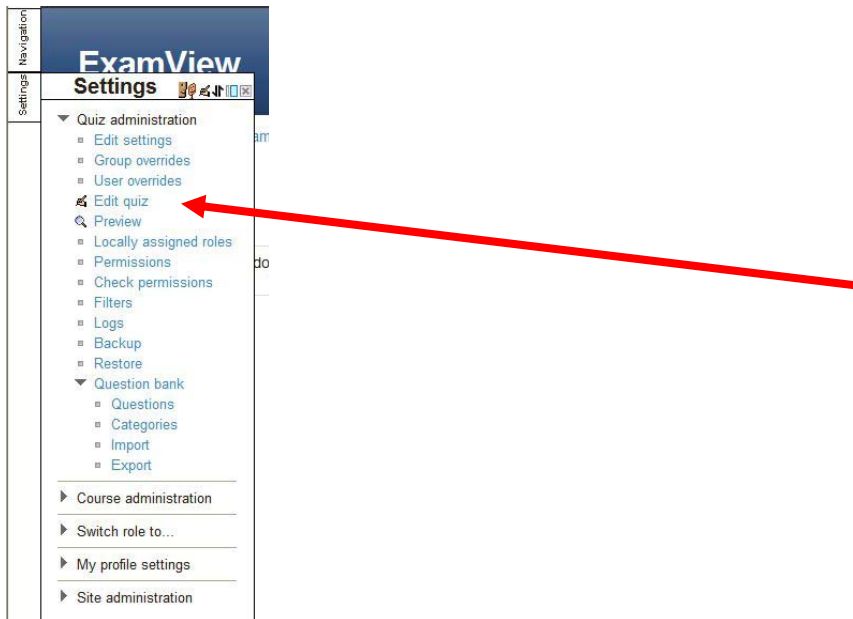 Navigation
ExamView
Settings
Settings
Quiz administration
Edit settings
am
Group overrides
User overrides
Edit quiz
Preview
Locally assigned roles
Permissions
do
Check permissions
Filters
Logs
Backup
Restore
Question bank
Questions
Categories
Import
Export
Course administration
Switch role to...
My profile settings
Site administration